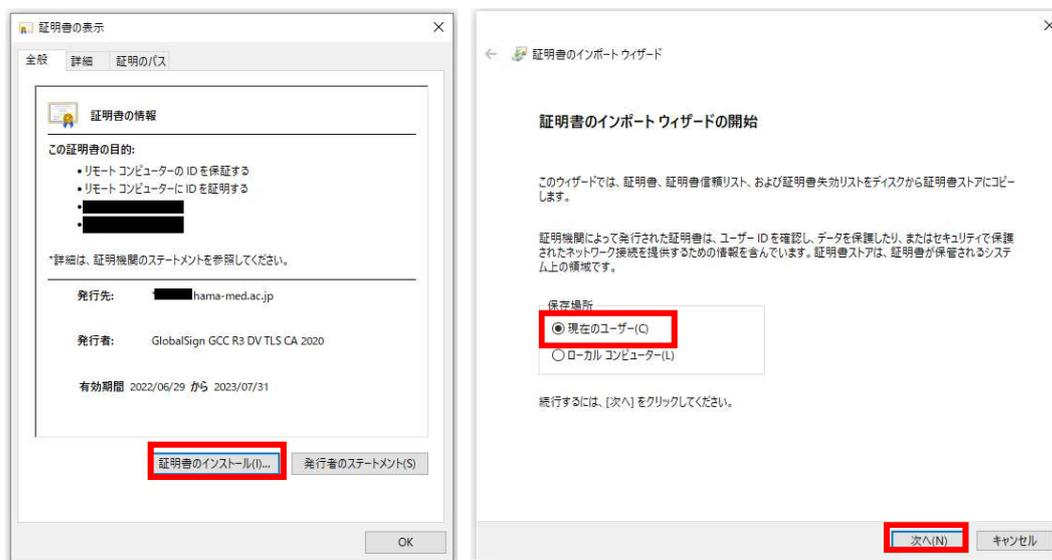 証明書の表示
全般 詳細 証明のパス
証明書の情報
この証明書の目的:
•リモート コンピューターの ID を保証する
•リモート コンピューターに ID を証明する
*詳細は、証明機関のステートメントを参照してください。
発行先: hama-med.ac.jp
発行者: GlobalSign GCC R3 DV TLS CA 2020
有効期間 2022/06/29 から 2023/07/31
証明書のインストール(I)... 発行者のステートメント(S)
OK
証明書のインポート ウィザード
証明書のインポート ウィザードの開始
このウィザードでは、証明書、証明書信頼リスト、および証明書失効リストをディスクから証明書ストアにコピー
します。
証明機関によって発行された証明書は、ユーザー ID を確認し、データを保護したり、またはセキュリティで保護
されたネットワーク接続を提供するための情報を含んでいます。証明書ストアは、証明書が保管されるシステ
ム上の領域です。
保存場所
現在のユーザー(C)
ローカル コンピューター(L)
続行するには、[次へ] をクリックしてください。
次へ(N) キャンセル